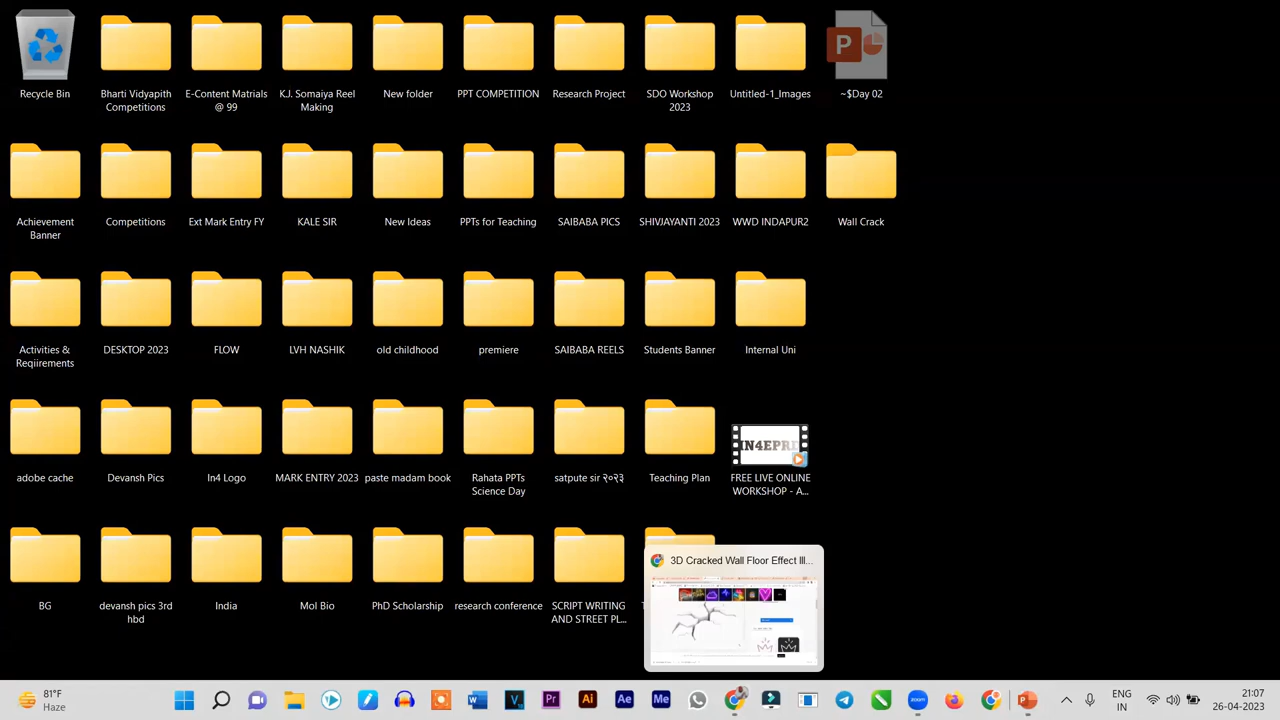 Recycle Bin
Bharti Vidyapith
Competitions
E-Content Matrials
@ 99
K.J. Somaiya Reel
Making
New folder
PPT COMPETITION
Research Project
SDO Workshop
2023
Untitled-1_Images
~$Day 02
Achievement
Banner
Competitions
Ext Mark Entry FY
KALE SIR
New Ideas
PPTs for Teaching
SAIBABA PICS
SHIVJAYANTI 2023
WWD INDAPUR2
Wall Crack
Activities &
Reqiirements
DESKTOP 2023
FLOW
LVH NASHIK
old childhood
premiere
SAIBABA REELS
Students Banner
Internal Uni
adobe cache
Devansh Pics
In4 Logo
MARK ENTRY 2023
paste madam book
Rahata PPTs
Science Day
satpute sir २०२३
Teaching Plan
IN4EPRE
FREE LIVE ONLINE
WORKSHOP - A...
BG
devansh pics 3rd
hbd
India
Mol Bio
PhD Scholarship
research conference
SCRIPT WRITING
AND STREET PL...
3D Cracked Wall Floor Effect Ill...
81°F
Haze
ENG
IN
21:07
26-04-2023